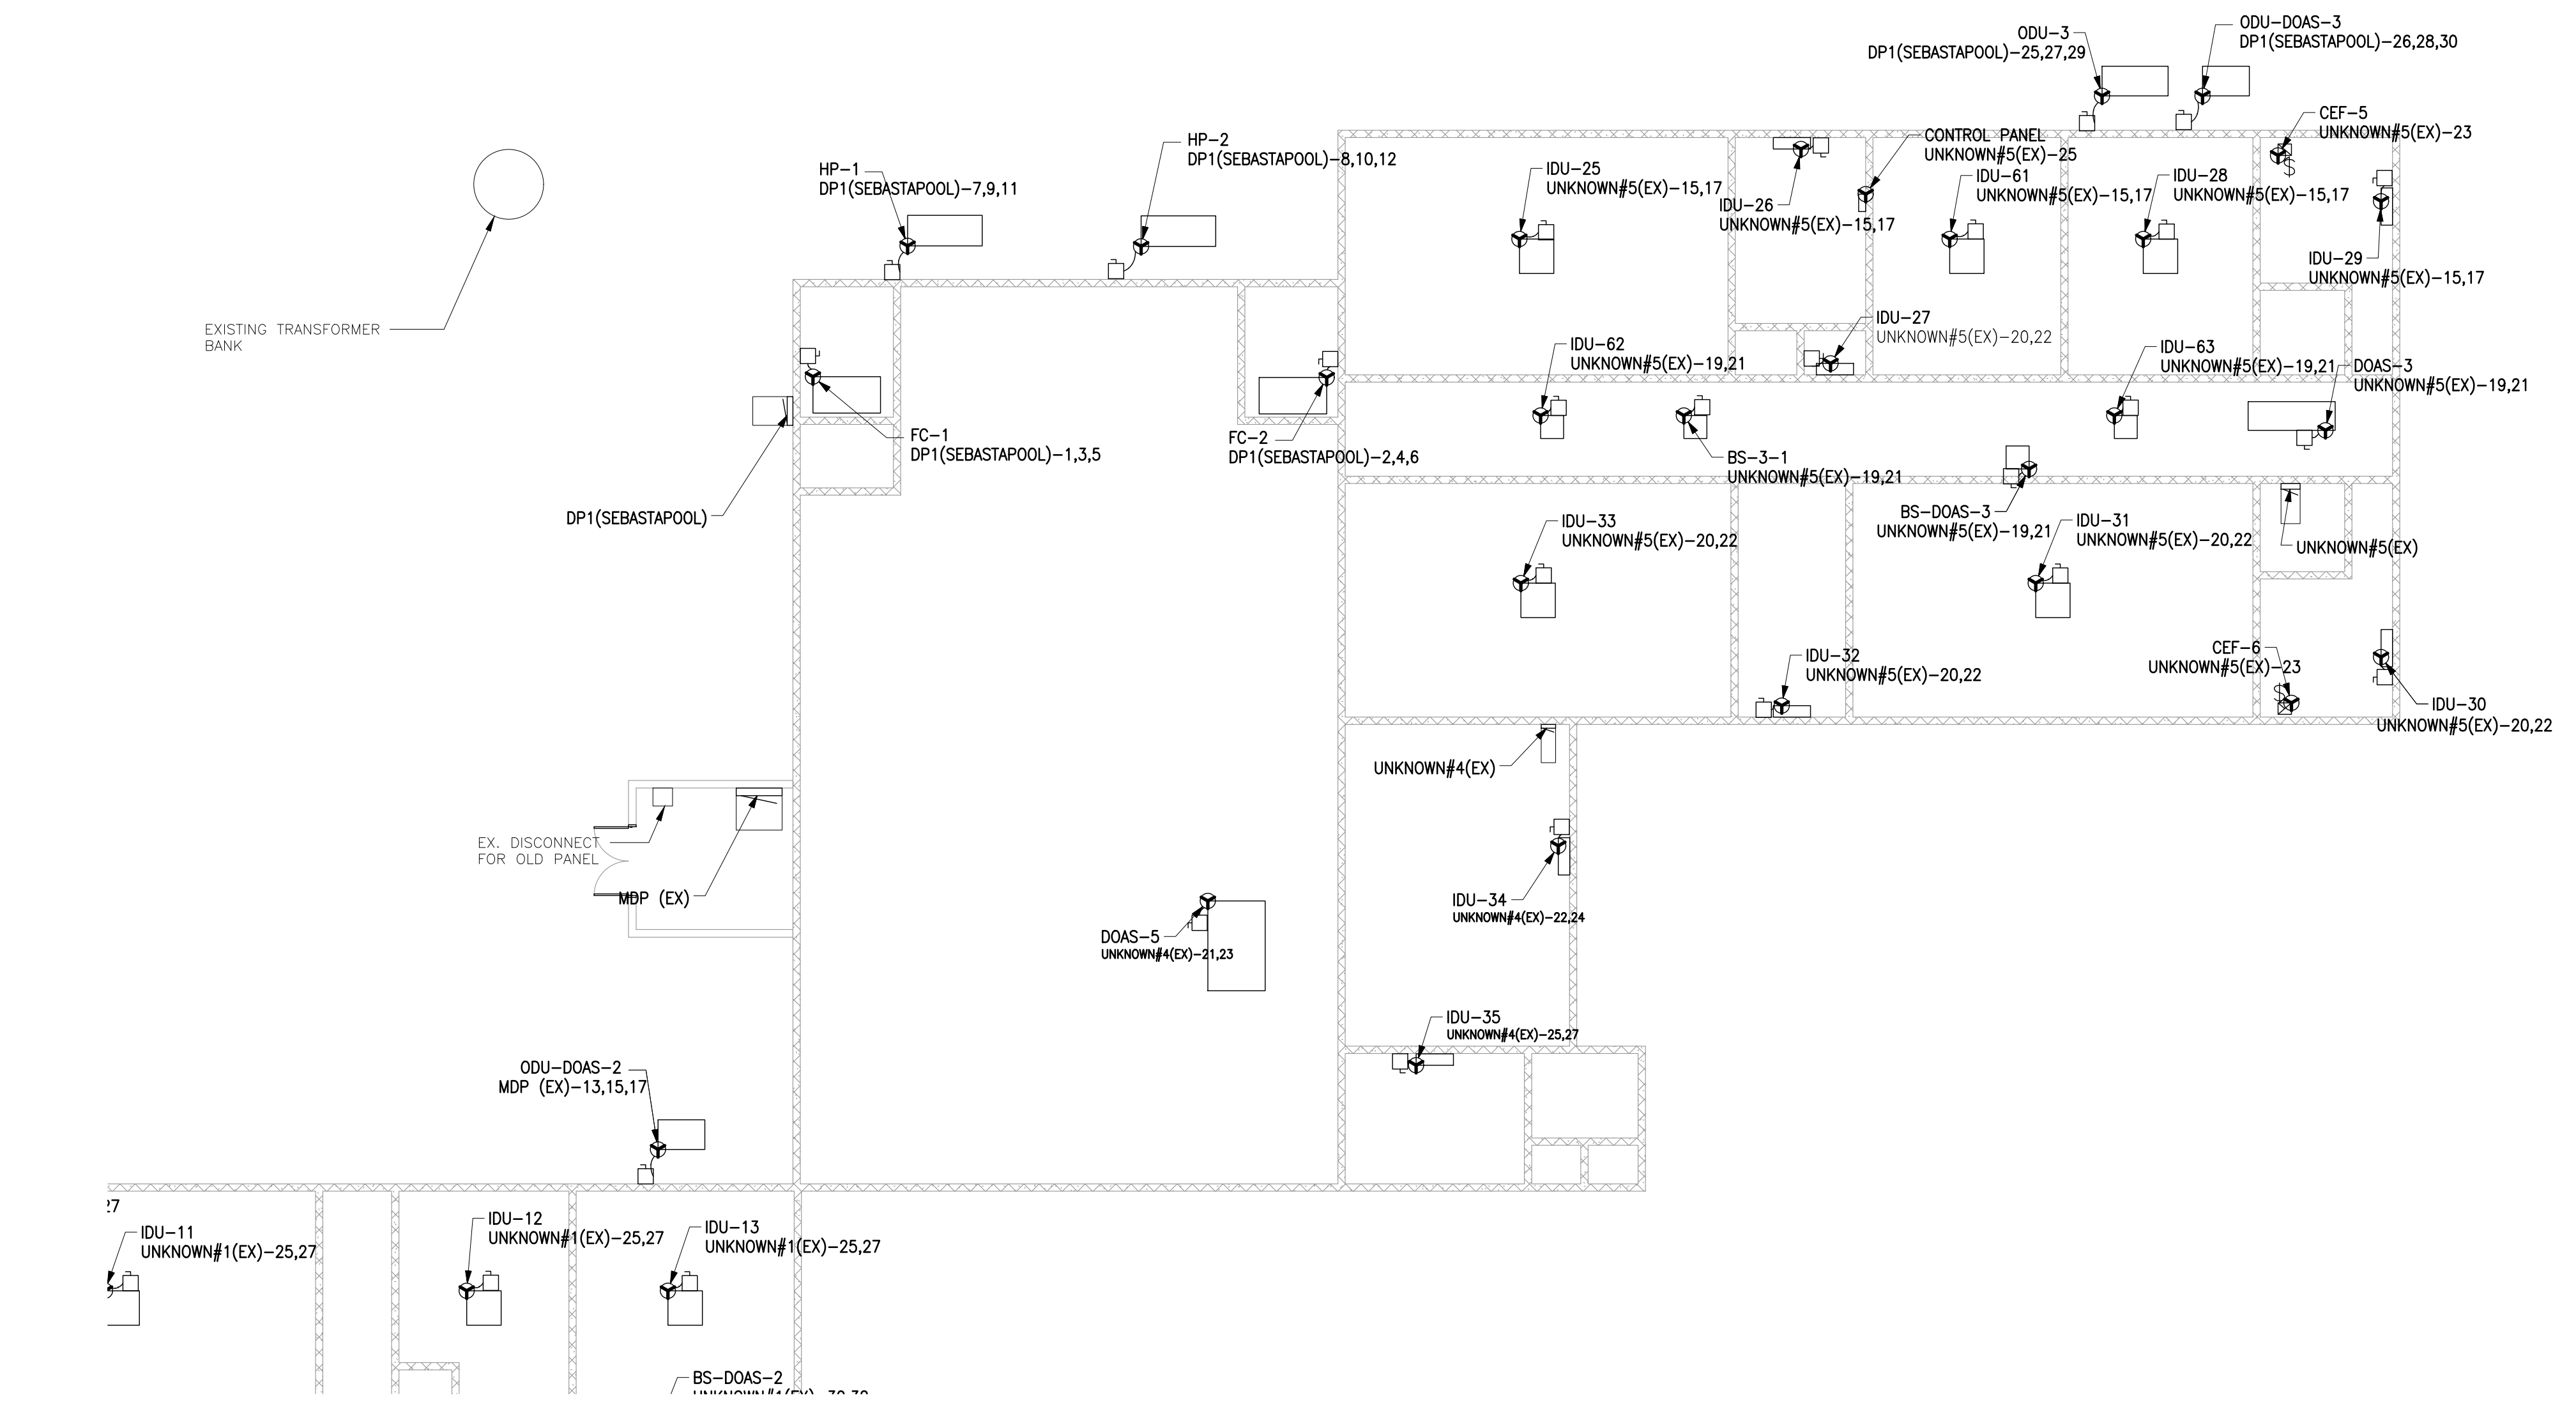 ODU-DOAS-3
DP1(SEBASTAPOOL)-26,28,30
ODU-3
DP1(SEBASTAPOOL)-25,27,29
CEF-5
UNKNOWN#5(EX)-23
HP-2
DP1(SEBASTAPOOL)-8,10,12
CONTROL PANEL
UNKNOWN#5(EX)-25
HP-1
DP1(SEBASTAPOOL)-7,9,11
IDU-25
UNKNOWN#5(EX)-15,17
IDU-26
UNKNOWN#5(EX)-15,17
IDU-61
UNKNOWN#5(EX)-15,17
IDU-28
UNKNOWN#5(EX)-15,17
$
IDU-29
UNKNOWN#5(EX)-15,17
EXISTING TRANSFORMER
BANK
IDU-27
UNKNOWN#5(EX)-20,22
IDU-62
UNKNOWN#5(EX)-19,21
IDU-63
UNKNOWN#5(EX)-19,21
DOAS-3
UNKNOWN#5(EX)-19,21
FC-1
DP1(SEBASTAPOOL)-1,3,5
FC-2
DP1(SEBASTAPOOL)-2,4,6
BS-3-1
UNKNOWN#5(EX)-19,21
DP1(SEBASTAPOOL)
BS-DOAS-3
UNKNOWN#5(EX)-19,21
IDU-33
UNKNOWN#5(EX)-20,22
IDU-31
UNKNOWN#5(EX)-20,22
UNKNOWN#5(EX)
IDU-32
UNKNOWN#5(EX)-20,22
CEF-6
UNKNOWN#5(EX)-23
$
IDU-30
UNKNOWN#5(EX)-20,22
UNKNOWN#4(EX)
EX. DISCONNECT
FOR OLD PANEL
MDP (EX)
IDU-34
UNKNOWN#4(EX)-22,24
DOAS-5
UNKNOWN#4(EX)-21,23
IDU-35
UNKNOWN#4(EX)-25,27
ODU-DOAS-2
MDP (EX)-13,15,17
27
IDU-11
UNKNOWN#1(EX)-25,27
IDU-12
UNKNOWN#1(EX)-25,27
IDU-13
UNKNOWN#1(EX)-25,27
BS-DOAS-2